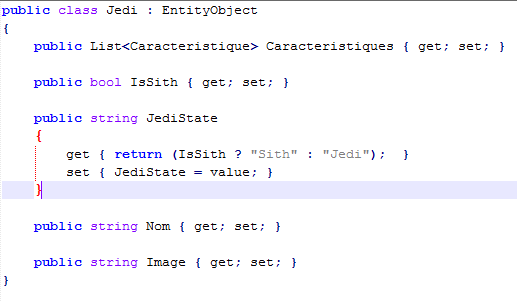 public class Jedi : EntityObject
{
public List<Caracteristique> Caracteristiques { get; set; }
public bool IsSith { get; set; }
public string JediState
{
get { return (IsSith ? "Sith" : "Jedi"); }
set { JediState = value; }
}
public string Nom { get; set; }
public string Image { get; set; }
}